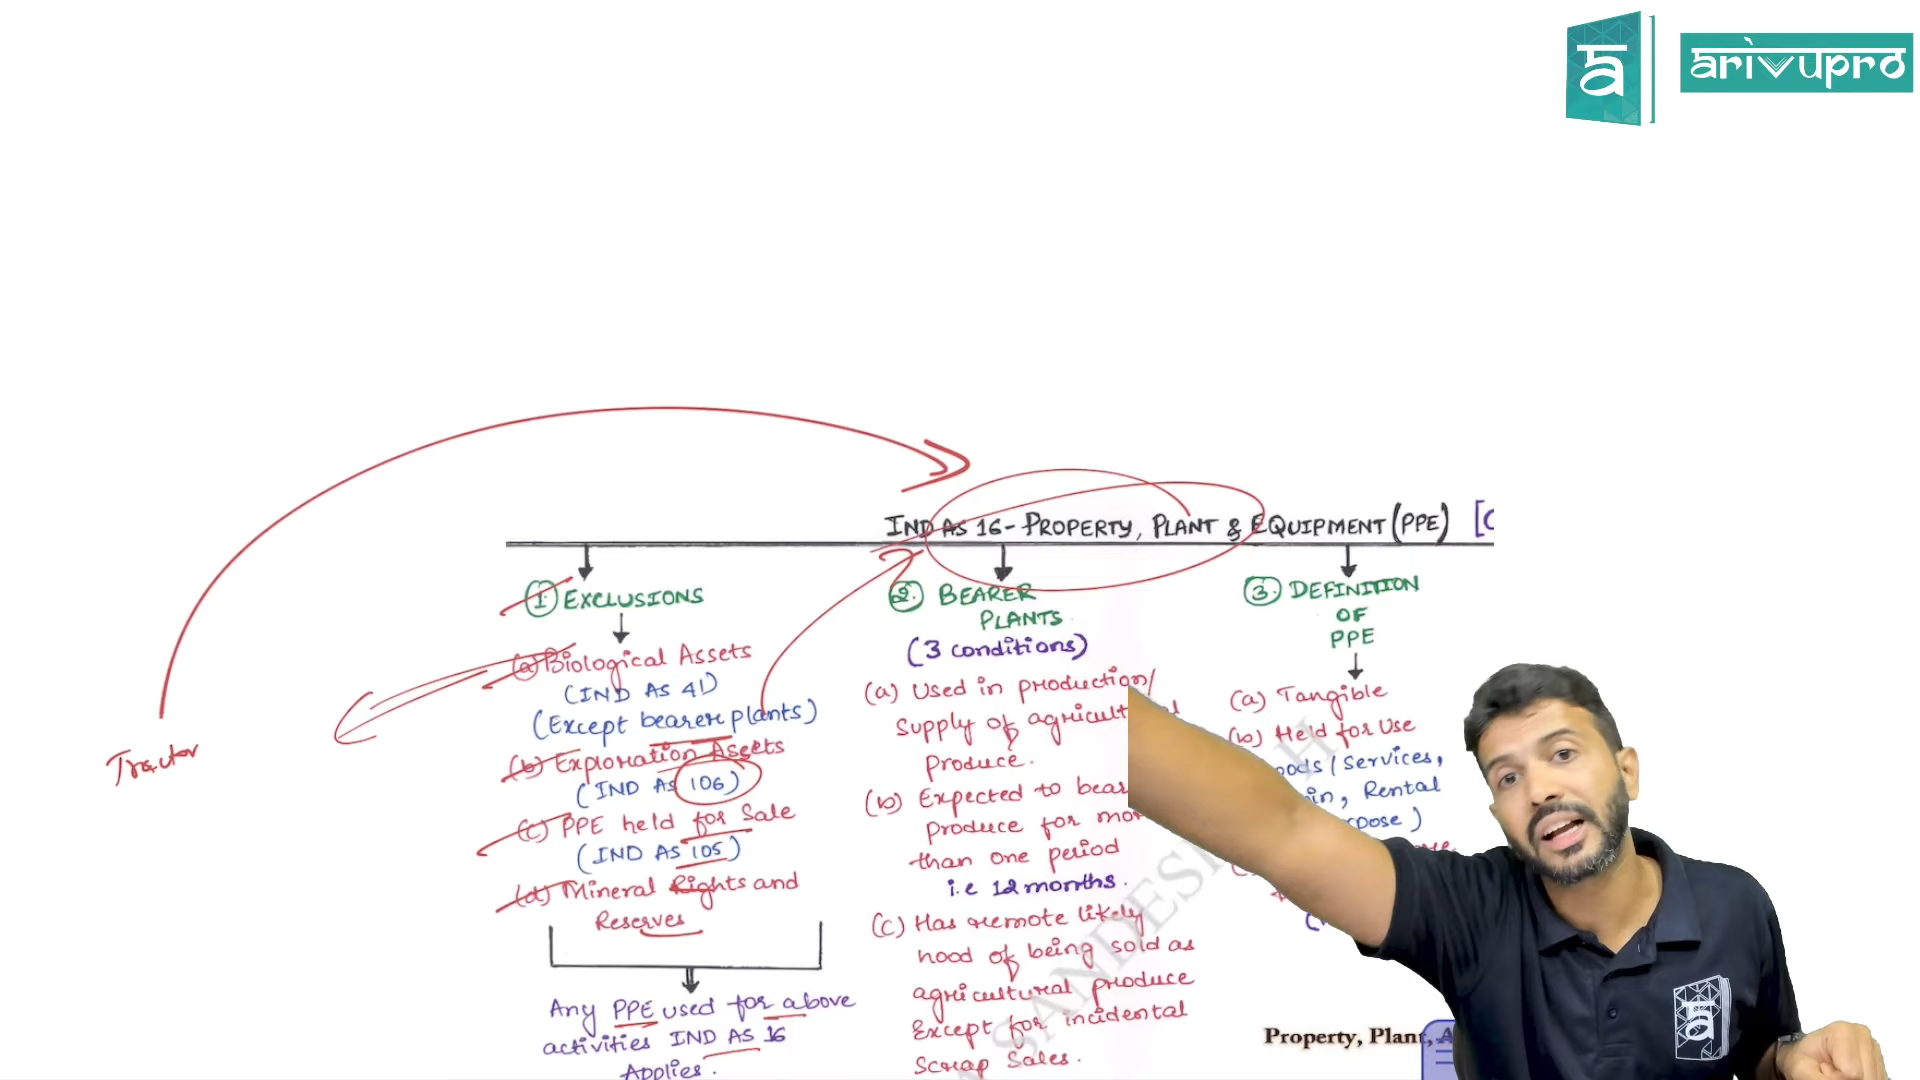 arivupro
IND AS 16- PROPERTY, PLANT & EQUIPMENT (PPE)
1. EXCLUSIONS
(a) Biological Assets
(IND AS 41)
(Except bearer plants)
(b) Exploration Assets
(IND AS 106)
(c) PPE held for Sale
(IND AS 105)
(d) Mineral Rights and
Reserves
Any PPE used for above
activities IND AS 16
Applies.
Tractor
2. BEARER
PLANTS
(3 conditions)
(a) Used in production/
Supply of
produce.
(b) Expected to
produce for
than one period
i.e 12 months.
(c) Has remote likely
hood of being sold as
agricultural produce
Except for incidental
Scrap Sales.
3. DEFINITION
OF
PPE
(a) Tangible
(b) Held for Use
(Services,
Rental
SANDESH
Property, Plant,